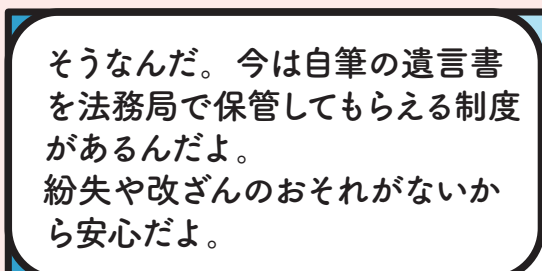 そうなんだ。今は自筆の遺言書
を法務局で保管してもらえる制度
があるんだよ。
紛失や改ざんのおそれがないか
ら安心だよ。